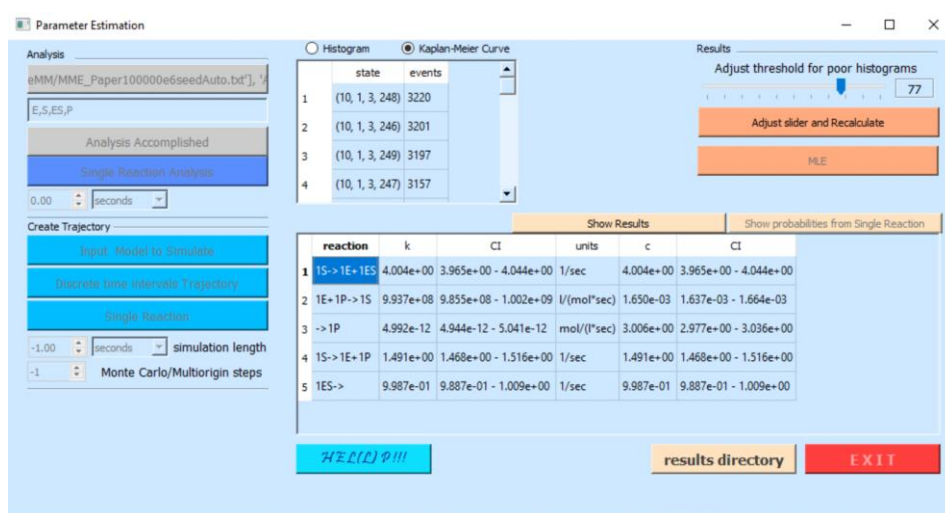 Parameter Estimation
Analysis
eMM/MME_Paper100000e6seedAuto.txt'], 'A
E,S,ES,P
Analysis Accomplished
Single Reaction Analysis
0.00 seconds
Create Trajectory
Input Model to Simulate
Discrete time intervals Trajectory
Single Reaction
-1.00 seconds simulation length
-1 Monte Carlo/Multiorigin steps
Histogram Kaplan-Meier Curve
state events
1 (10, 1, 3, 248) 3220
2 (10, 1, 3, 246) 3201
3 (10, 1, 3, 249) 3197
4 (10, 1, 3, 247) 3157
Results
Adjust threshold for poor histograms
77
Adjust slider and Recalculate
MLE
Show Results Show probabilities from Single Reaction
reaction k CI units c CI
1 1S->1E+1ES 4.004e+00 3.965e+00 - 4.044e+00 1/sec 4.004e+00 3.965e+00 - 4.044e+00
2 1E+1P->1S 9.937e+08 9.855e+08 - 1.002e+09 l/(mol*sec) 1.650e-03 1.637e-03 - 1.664e-03
3 ->1P 4.992e-12 4.944e-12 - 5.041e-12 mol/(l*sec) 3.006e+00 2.977e+00 - 3.036e+00
4 1S->1E+1P 1.491e+00 1.468e+00 - 1.516e+00 1/sec 1.491e+00 1.468e+00 - 1.516e+00
5 1ES-> 9.987e-01 9.887e-01 - 1.009e+00 1/sec 9.987e-01 9.887e-01 - 1.009e+00
HEL(L) P!!!
results directory
EXIT